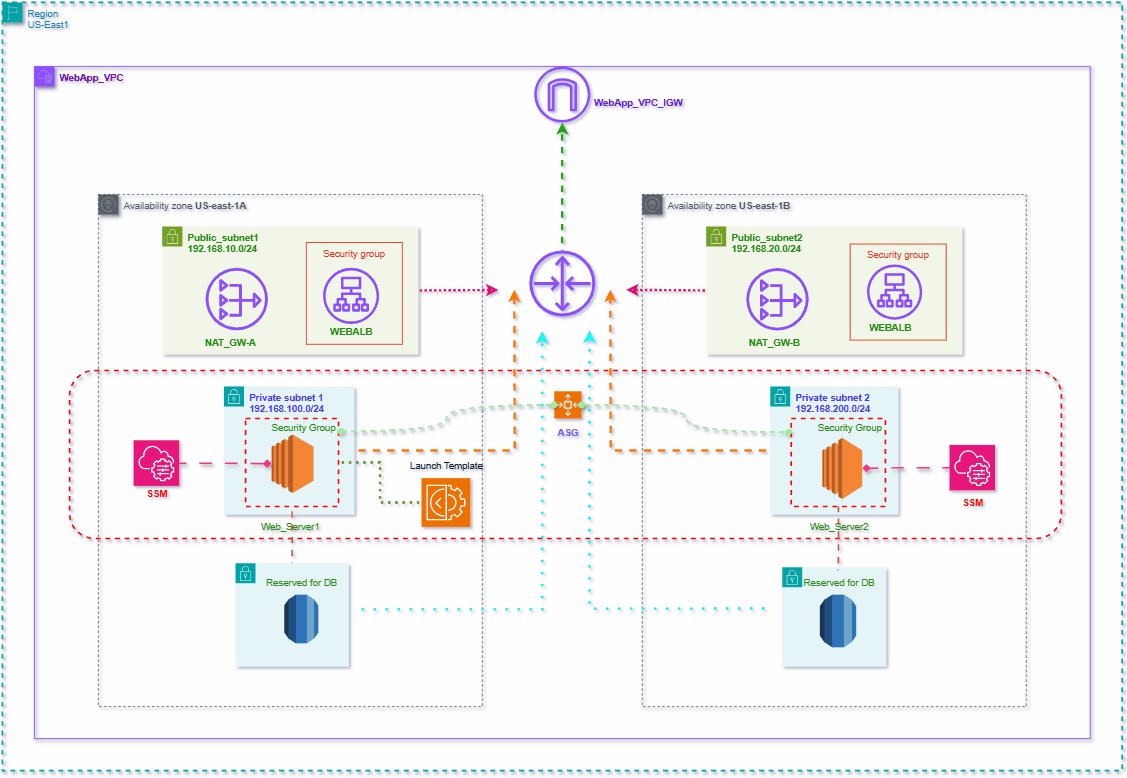 Region
US-East1
WebApp_VPC
WebApp_VPC_IGW
Availability zone US-east-1A
Public_subnet1
192.168.10.0/24
Security group
WEBALB
NAT_GW-A
Availability zone US-east-1B
Public_subnet2
192.168.20.0/24
Security group
WEBALB
NAT_GW-B
Private subnet 1
192.168.100.0/24
Security Group
SSM
Web_Server1
Launch Template
ASG
Private subnet 2
192.168.200.0/24
Security Group
SSM
Web_Server2
Reserved for DB
Reserved for DB